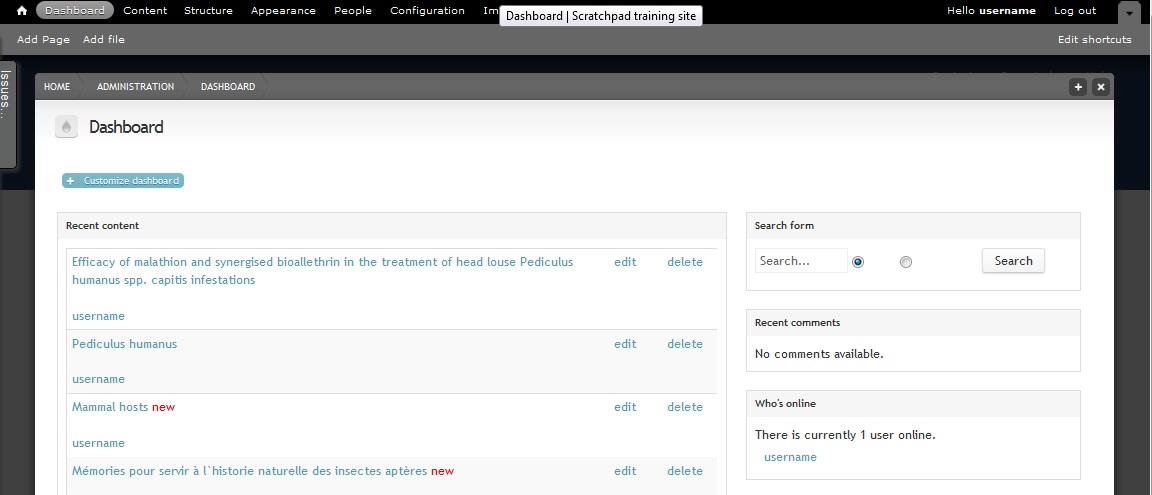 Dashboard Content Structure Appearance People Configuration Im
Dashboard | Scratchpad training site
Hello username Log out
Add Page Add file Edit shortcuts
Issues...
HOME ADMINISTRATION DASHBOARD
Dashboard
+ Customize dashboard
Recent content
Efficacy of malathion and synergised bioallethrin in the treatment of head louse Pediculus edit delete
humanus spp. capitis infestations
username
Pediculus humanus edit delete
username
Mammal hosts new edit delete
username
Mémories pour servir à l`historie naturelle des insectes aptères new edit delete
Search form
Search... Search
Recent comments
No comments available.
Who's online
There is currently 1 user online.
username